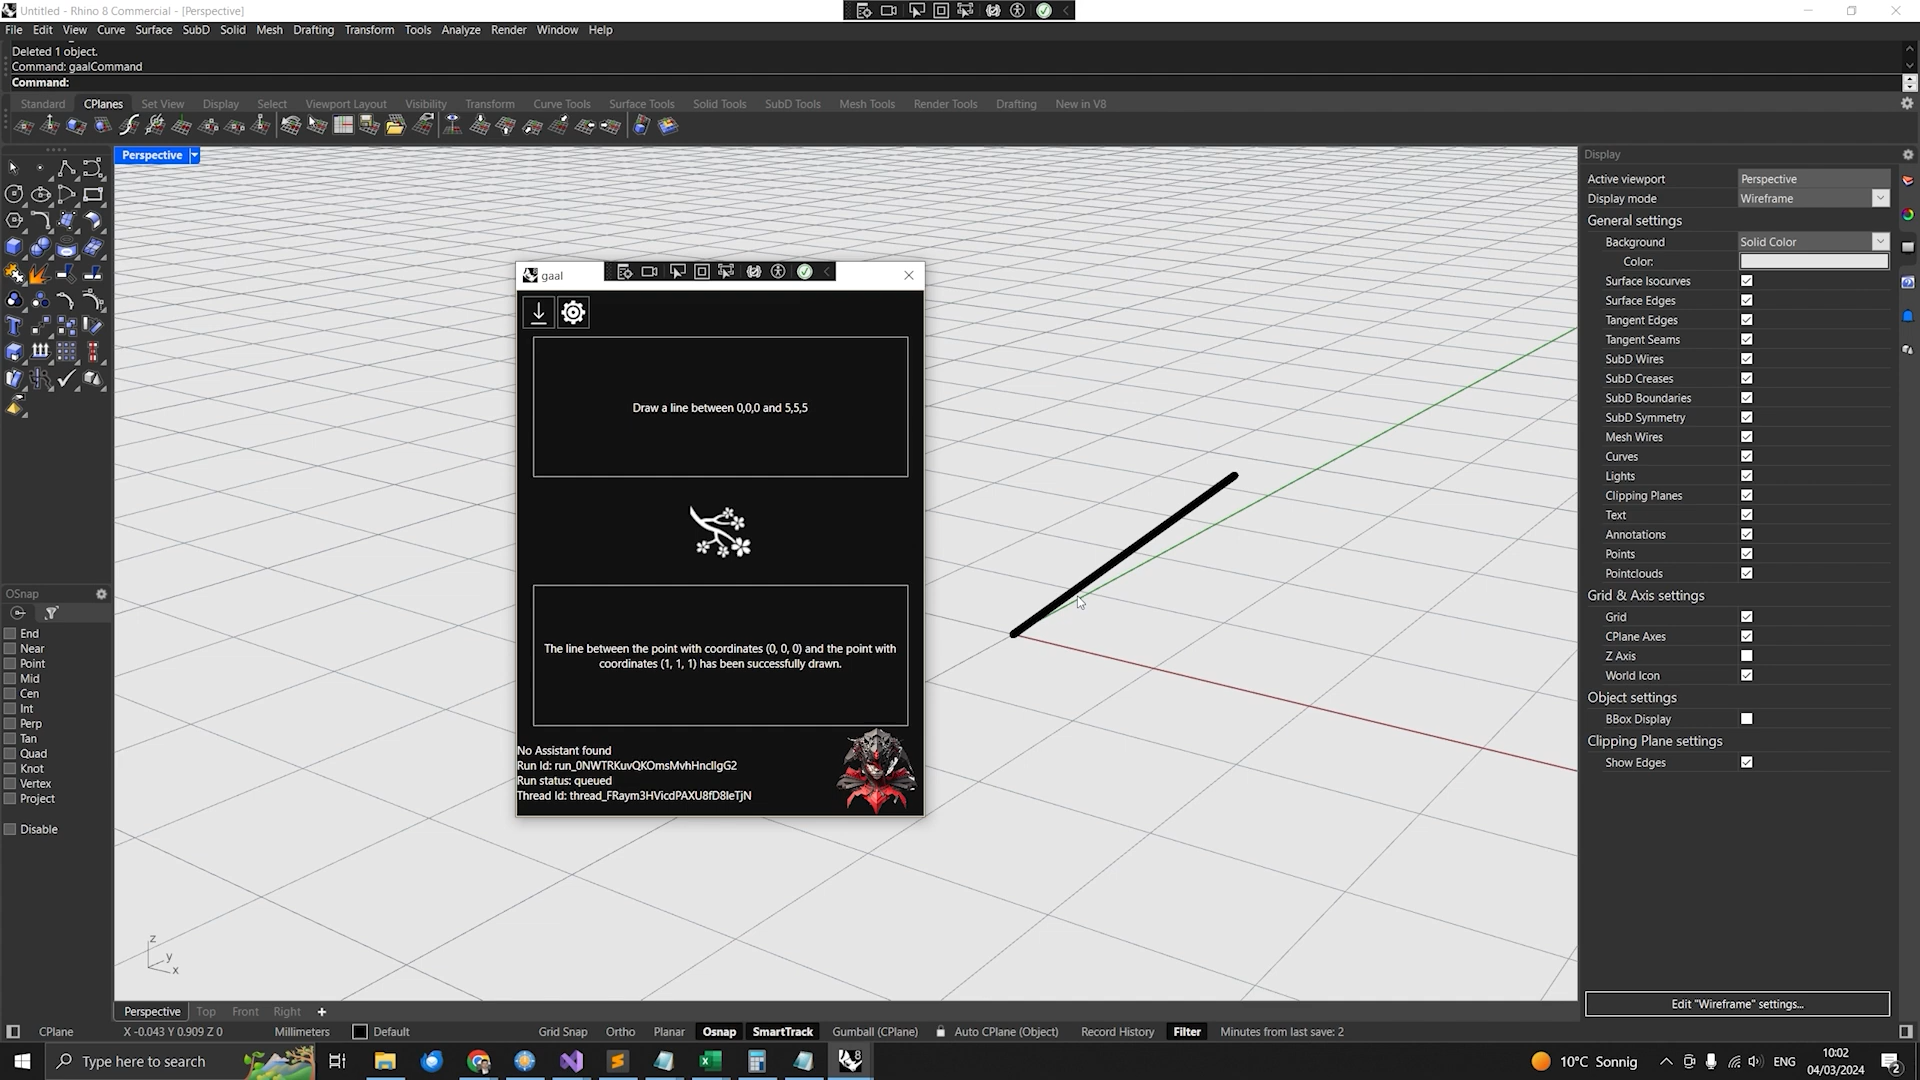 Untitled - Rhino 8 Commercial - [Perspective]
File Edit View Curve Surface SubD Solid Mesh Drafting Transform Tools Analyze Render Window Help
Deleted 1 object.
Command: gaalCommand
Command:
Standard CPlanes Set View Display Select Viewport Layout Visibility Transform Curve Tools Surface Tools Solid Tools SubD Tools Mesh Tools Render Tools Drafting New in V8
Perspective
gaal
Draw a line between 0,0,0 and 5,5,5
The line between the point with coordinates (0, 0, 0) and the point with
coordinates (1, 1, 1) has been successfully drawn.
No Assistant found
Run status: queued
z
y
x
OSnap
End
Near
Point
Mid
Cen
Int
Perp
Tan
Quad
Knot
Vertex
Project
Disable
Display
Active viewport Perspective
Display mode Wireframe
General settings
Background Solid Color
Color:
Surface Isocurves
Surface Edges
Tangent Edges
Tangent Seams
SubD Wires
SubD Creases
SubD Boundaries
SubD Symmetry
Mesh Wires
Curves
Lights
Clipping Planes
Text
Annotations
Points
Pointclouds
Grid & Axis settings
Grid
CPlane Axes
Z Axis
World Icon
Object settings
BBox Display
Clipping Plane settings
Show Edges
Edit "Wireframe" settings...
Perspective Top Front Right
CPlane X -0.043 Y 0.909 Z 0 Millimeters Default Grid Snap Ortho Planar Osnap SmartTrack Gumball (CPlane) Auto CPlane (Object) Record History Filter Minutes from last save: 2
Type here to search
8
10°C Sonnig
ENG
10:02
04/03/2024
2